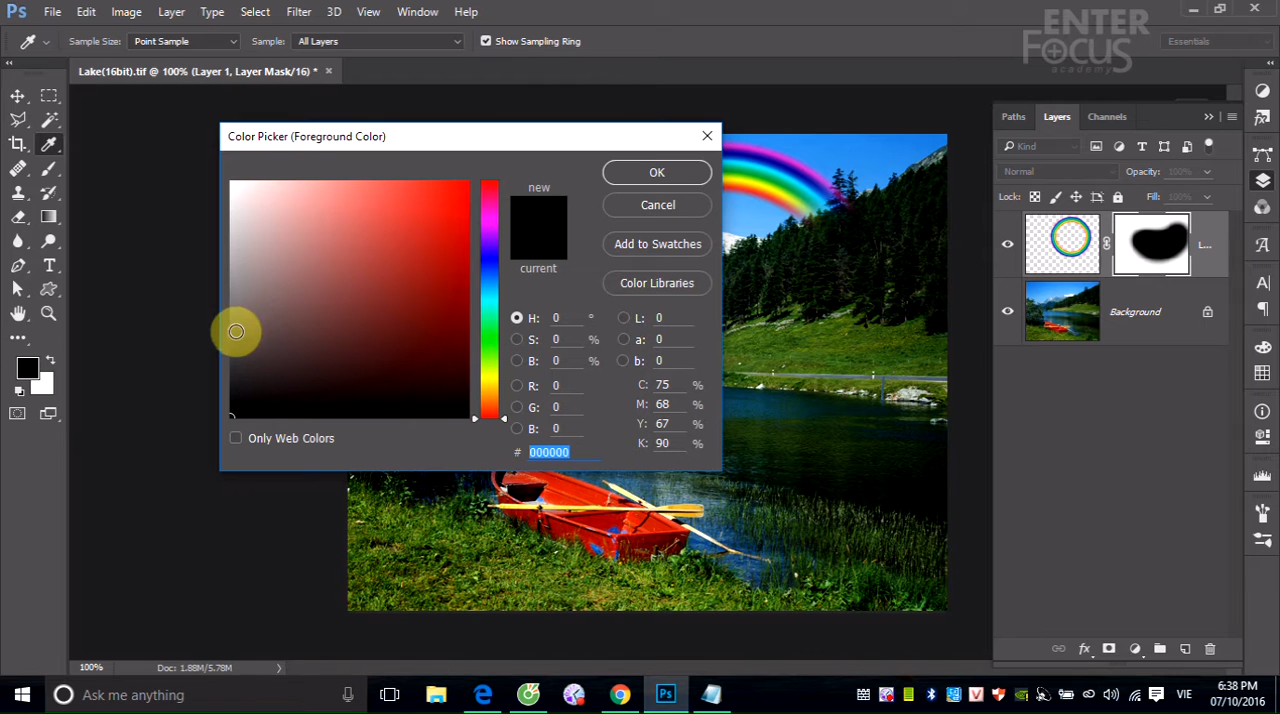 Ps File Edit Image Layer Type Select Filter 3D View Window Help
ENTER
FOCUS
academy
Sample Size: Point Sample Sample: All Layers Show Sampling Ring Essentials
Lake(16bit).tif @ 100% (Layer 1, Layer Mask/16) * ×
Color Picker (Foreground Color)
new
current
OK
Cancel
Add to Swatches
Color Libraries
H: 0 °
S: 0 %
B: 0 %
R: 0
G: 0
B: 0
# 000000
L: 0
a: 0
b: 0
C: 75 %
M: 68 %
Y: 67 %
K: 90 %
Only Web Colors
Paths Layers Channels
Kind
Normal Opacity: 100%
Lock: Fill: 100%
L...
Background
100% Doc: 1.88M/5.78M
Ask me anything
Ps
VIE
6:38 PM
07/10/2016